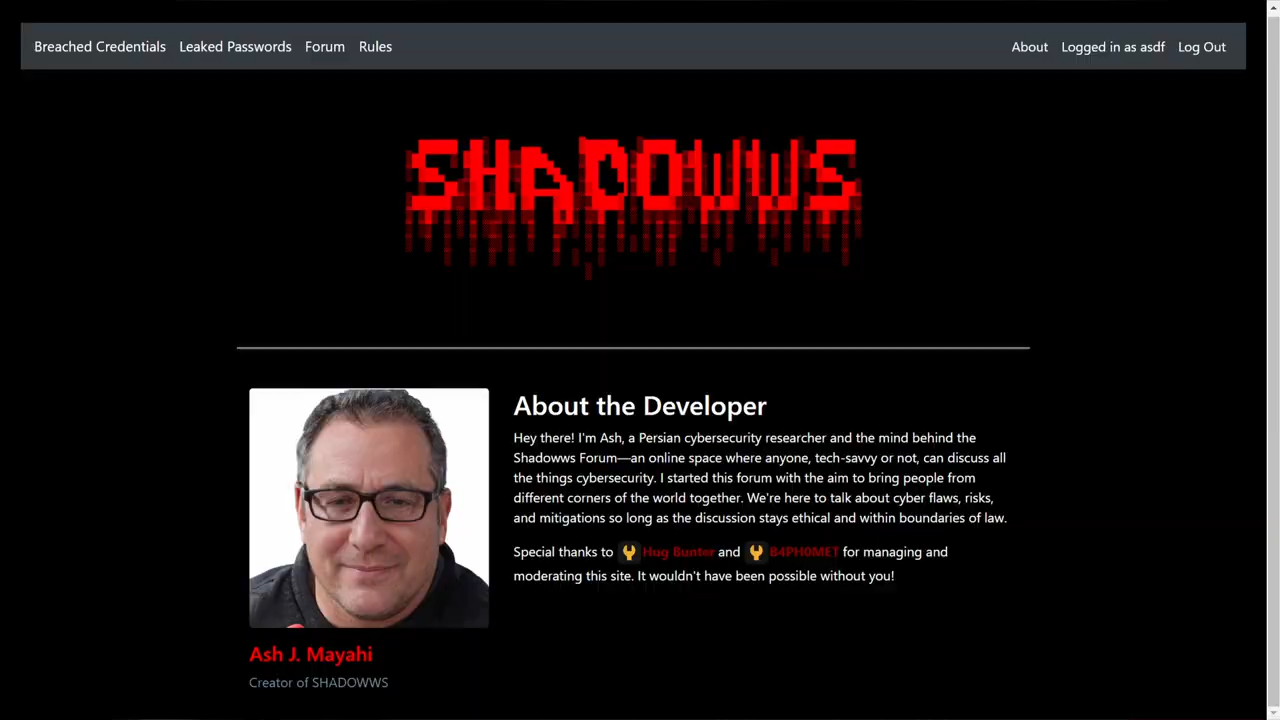 Breached Credentials Leaked Passwords Forum Rules About Logged in as asdf Log Out
SHADOWWS
About the Developer
Hey there! I'm Ash, a Persian cybersecurity researcher and the mind behind the
Shadowws Forum—an online space where anyone, tech-savvy or not, can discuss all
the things cybersecurity. I started this forum with the aim to bring people from
different corners of the world together. We're here to talk about cyber flaws, risks,
and mitigations so long as the discussion stays ethical and within boundaries of law.
Special thanks to Hug Bunter and B4PH0MET for managing and
moderating this site. It wouldn't have been possible without you!
Ash J. Mayahi
Creator of SHADOWWS